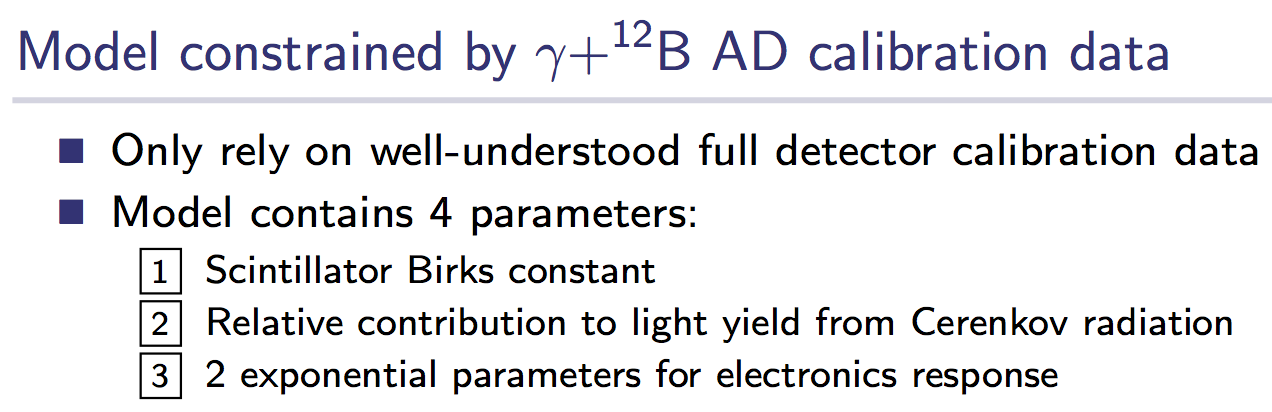 Model constrained by γ+¹²B AD calibration data
Only rely on well-understood full detector calibration data
Model contains 4 parameters:
1 Scintillator Birks constant
2 Relative contribution to light yield from Cerenkov radiation
3 2 exponential parameters for electronics response